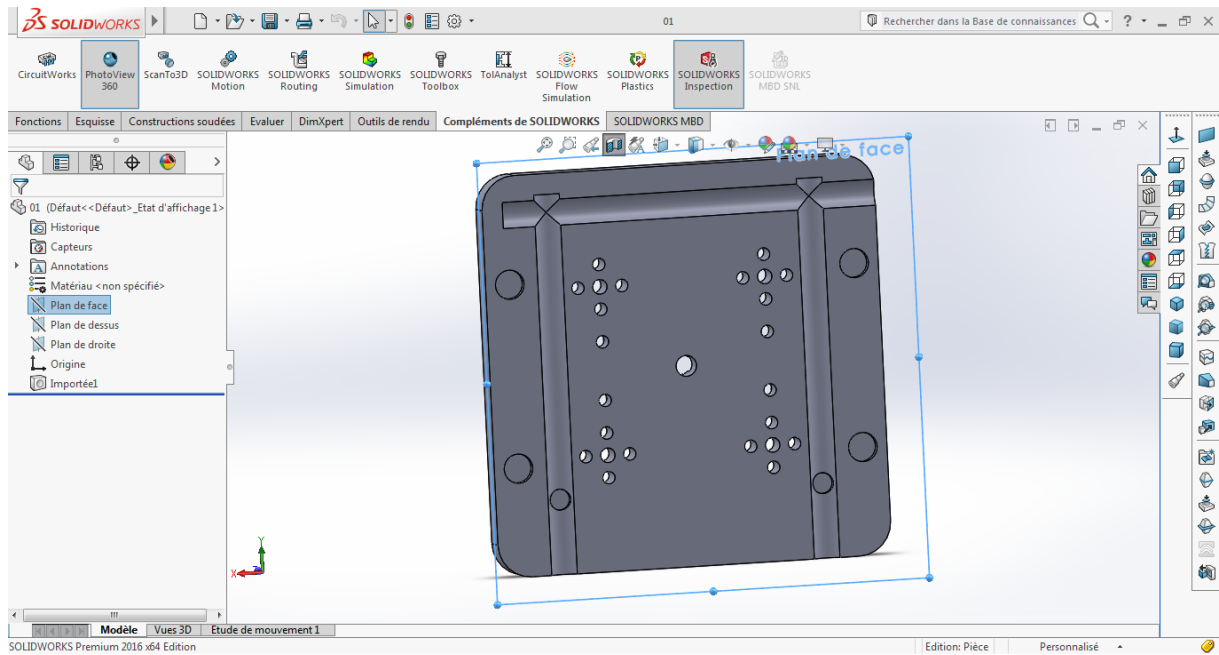 SOLIDWORKS
01
Rechercher dans la Base de connaissances
?
CircuitWorks
PhotoView 360
ScanTo3D
SOLIDWORKS Motion
SOLIDWORKS Routing
SOLIDWORKS Simulation
SOLIDWORKS Toolbox
TolAnalyst
SOLIDWORKS Flow Simulation
SOLIDWORKS Plastics
SOLIDWORKS Inspection
SOLIDWORKS MBD SNL
Fonctions Esquisse Constructions soudées Evaluer DimXpert Outils de rendu Compléments de SOLIDWORKS SOLIDWORKS MBD
Plan de face
01 (Défaut<<Défaut>_Etat d'affichage 1>
Historique
Capteurs
Annotations
Matériau <non spécifié>
Plan de face
Plan de dessus
Plan de droite
Origine
Importée1
Y
X
Modèle Vues 3D Etude de mouvement 1
SOLIDWORKS Premium 2016 x64 Edition
Edition: Pièce
Personnalisé